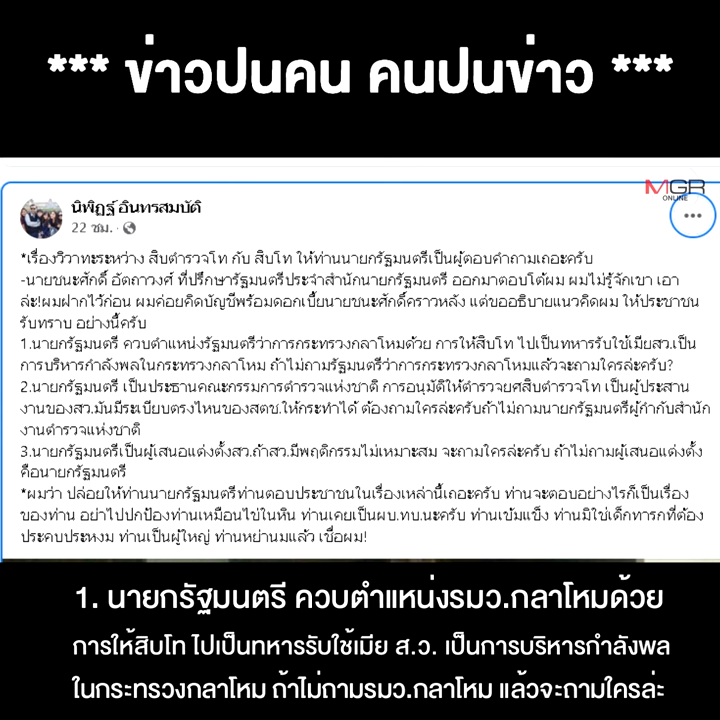 *** ข่าวปนคน คนปนข่าว ***
MGR
ONLINE
นิพิฏฐ์ อินทรสมบัติ
22 ชม. ·
*เรื่องวิวาทะระหว่าง สิบตำรวจโท กับ สิบโท ให้ท่านนายกรัฐมนตรีเป็นผู้ตอบคำถามเถอะครับ
-นายชนะศักดิ์ อัตถาวงศ์ ที่ปรึกษารัฐมนตรีประจำสำนักนายกรัฐมนตรี ออกมาตอบโต้ผม ผมไม่รู้จักเขา เอา
ล่ะ!ผมฝากไว้ก่อน ผมค่อยคิดบัญชีพร้อมดอกเบี้ยนายชนะศักดิ์คราวหลัง แต่ขออธิบายแนวคิดผม ให้ประชาชน
รับทราบ อย่างนี้ครับ
1.นายกรัฐมนตรี ควบตำแหน่งรัฐมนตรีว่าการกระทรวงกลาโหมด้วย การให้สิบโท ไปเป็นทหารรับใช้เมียสว.เป็น
การบริหารกำลังพลในกระทรวงกลาโหม ถ้าไม่ถามรัฐมนตรีว่าการกระทรวงกลาโหมแล้วจะถามใครล่ะครับ?
2.นายกรัฐมนตรี เป็นประธานคณะกรรมการตำรวจแห่งชาติ การอนุมัติให้ตำรวจยศสิบตำรวจโท เป็นผู้ประสาน
งานของสว.มันมีระเบียบตรงไหนของสตช.ให้กระทำได้ ต้องถามใครล่ะครับถ้าไม่ถามนายกรัฐมนตรีผู้กำกับสำนัก
งานตำรวจแห่งชาติ
3.นายกรัฐมนตรีเป็นผู้เสนอแต่งตั้งสว.ถ้าสว.มีพฤติกรรมไม่เหมาะสม จะถามใครล่ะครับ ถ้าไม่ถามผู้เสนอแต่งตั้ง
คือนายกรัฐมนตรี
*ผมว่า ปล่อยให้ท่านนายกรัฐมนตรีท่านตอบประชาชนในเรื่องเหล่านี้เถอะครับ ท่านจะตอบอย่างไรก็เป็นเรื่อง
ของท่าน อย่าไปปกป้องท่านเหมือนไข่ในหิน ท่านเคยเป็นผบ.ทบ.นะครับ ท่านเข้มแข็ง ท่านมิใช่เด็กทารกที่ต้อง
ประคบประหงม ท่านเป็นผู้ใหญ่ ท่านหย่านมแล้ว เชื่อผม!
1. นายกรัฐมนตรี ควบตำแหน่งรมว.กลาโหมด้วย
การให้สิบโท ไปเป็นทหารรับใช้เมีย ส.ว. เป็นการบริหารกำลังพล
ในกระทรวงกลาโหม ถ้าไม่ถามรมว.กลาโหม แล้วจะถามใครล่ะ